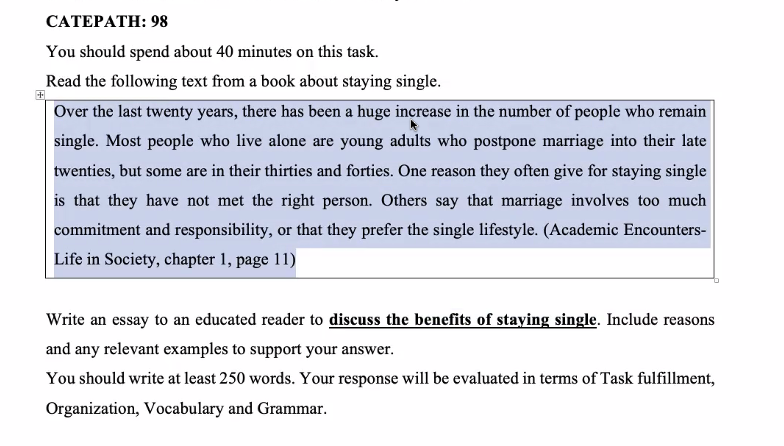 CATEPATH: 98
You should spend about 40 minutes on this task.
Read the following text from a book about staying single.
Over the last twenty years, there has been a huge increase in the number of people who remain
single. Most people who live alone are young adults who postpone marriage into their late
twenties, but some are in their thirties and forties. One reason they often give for staying single
is that they have not met the right person. Others say that marriage involves too much
commitment and responsibility, or that they prefer the single lifestyle. (Academic Encounters-
Life in Society, chapter 1, page 11)
Write an essay to an educated reader to discuss the benefits of staying single. Include reasons
and any relevant examples to support your answer.
You should write at least 250 words. Your response will be evaluated in terms of Task fulfillment,
Organization, Vocabulary and Grammar.